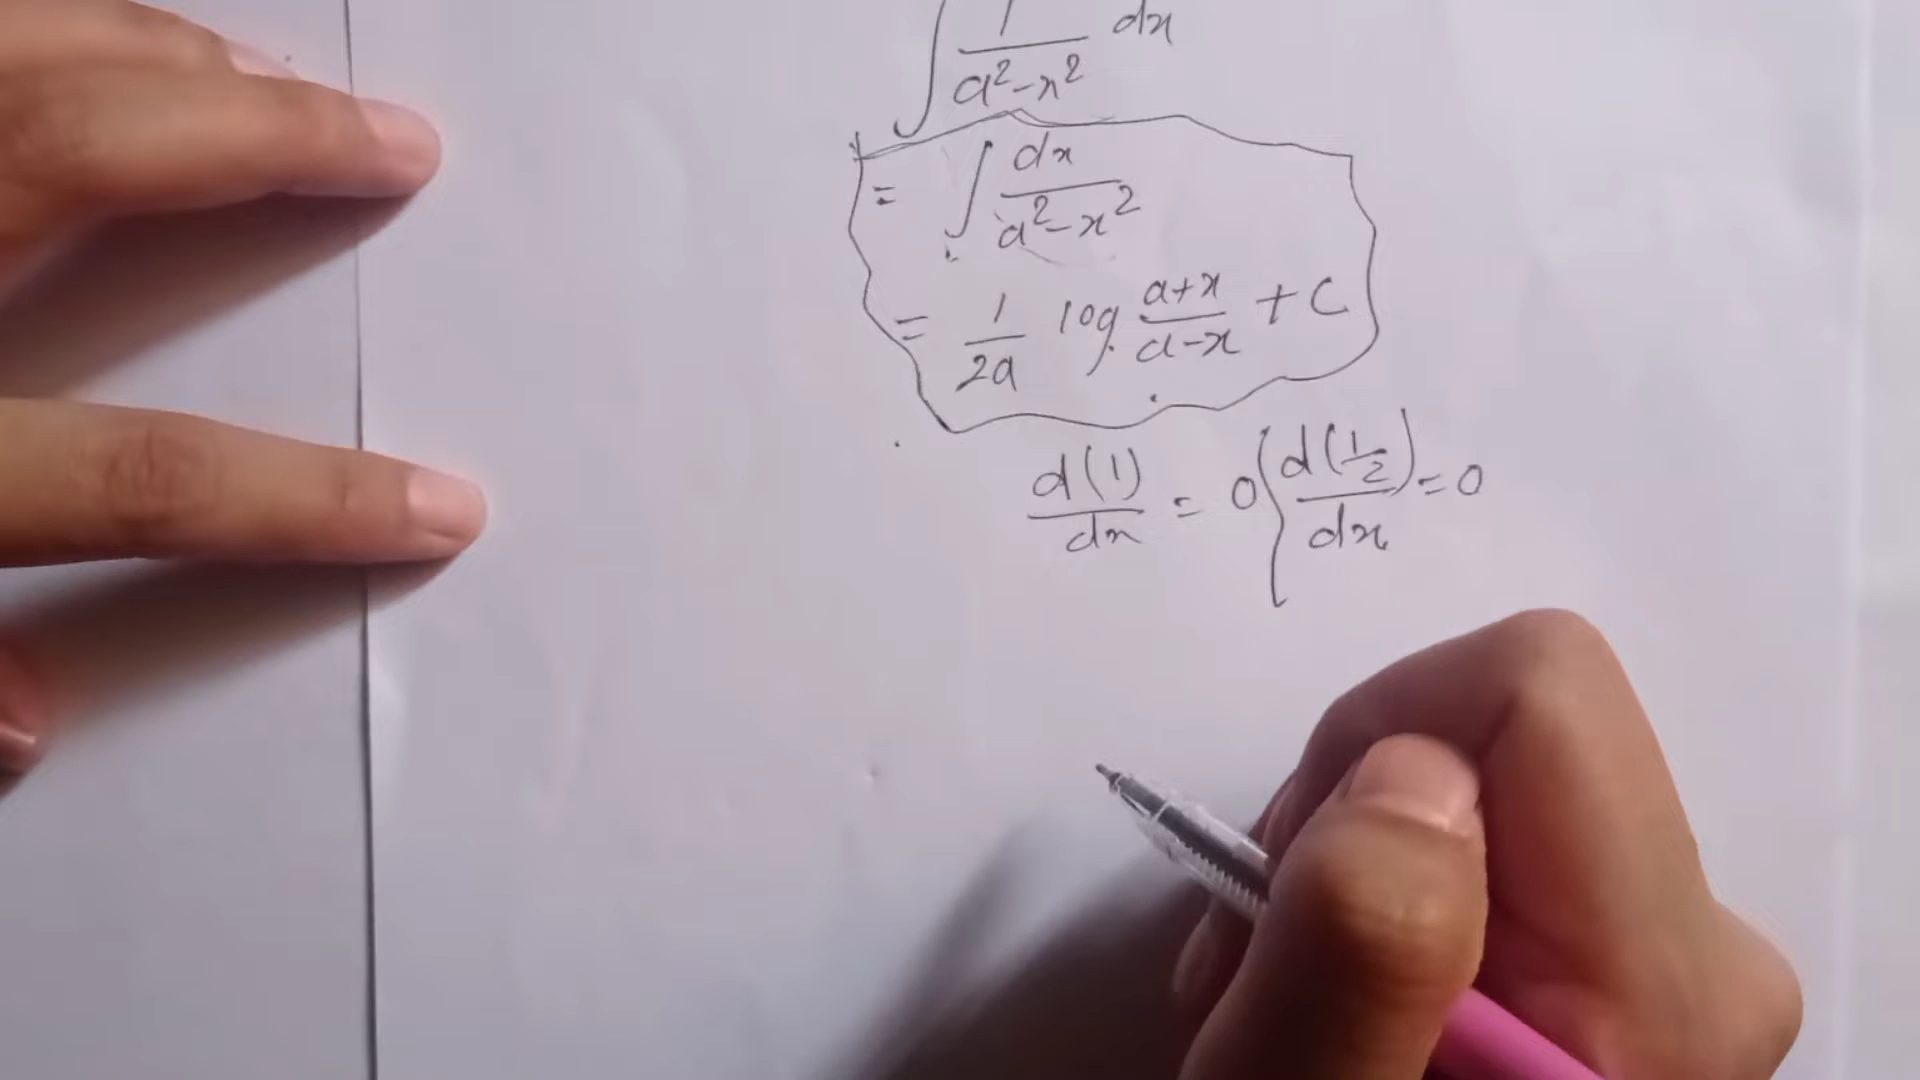 ∫ 1/(a²-x²) dx
= ∫ dx/(a²-x²)
= 1/2a log (a+x)/(a-x) + C
d(1)/dx = 0 { d(1/2)/dx = 0